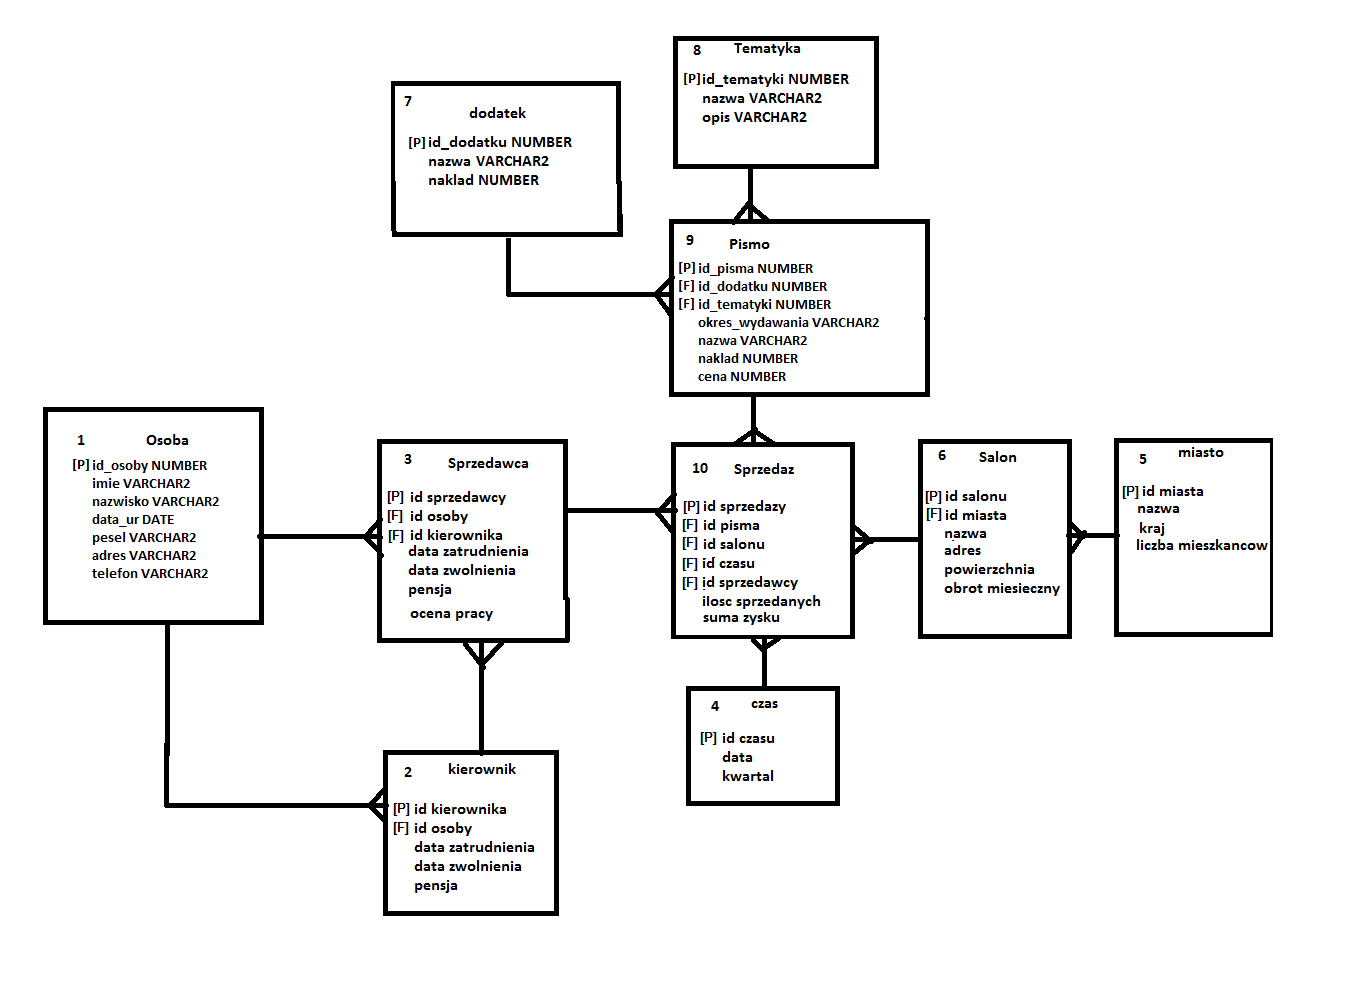 8 Tematyka
[P] id_tematyki NUMBER
nazwa VARCHAR2
opis VARCHAR2
7
dodatek
[P] id_dodatku NUMBER
nazwa VARCHAR2
naklad NUMBER
9
Pismo
[P] id_pisma NUMBER
[F] id_dodatku NUMBER
[F] id_tematyki NUMBER
okres_wydawania VARCHAR2
nazwa VARCHAR2
naklad NUMBER
cena NUMBER
1 Osoba
[P] id_osoby NUMBER
imie VARCHAR2
nazwisko VARCHAR2
data_ur DATE
pesel VARCHAR2
adres VARCHAR2
telefon VARCHAR2
3 Sprzedawca
[P] id sprzedawcy
[F] id osoby
[F] id kierownika
data zatrudnienia
data zwolnienia
pensja
ocena pracy
10 Sprzedaz
[P] id sprzedazy
[F] id pisma
[F] id salonu
[F] id czasu
[F] id sprzedawcy
ilosc sprzedanych
suma zysku
6 Salon
[P] id salonu
[F] id miasta
nazwa
adres
powierzchnia
obrot miesieczny
5 miasto
[P] id miasta
nazwa
kraj
liczba mieszkancow
4 czas
[P] id czasu
data
kwartal
2 kierownik
[P] id kierownika
[F] id osoby
data zatrudnienia
data zwolnienia
pensja